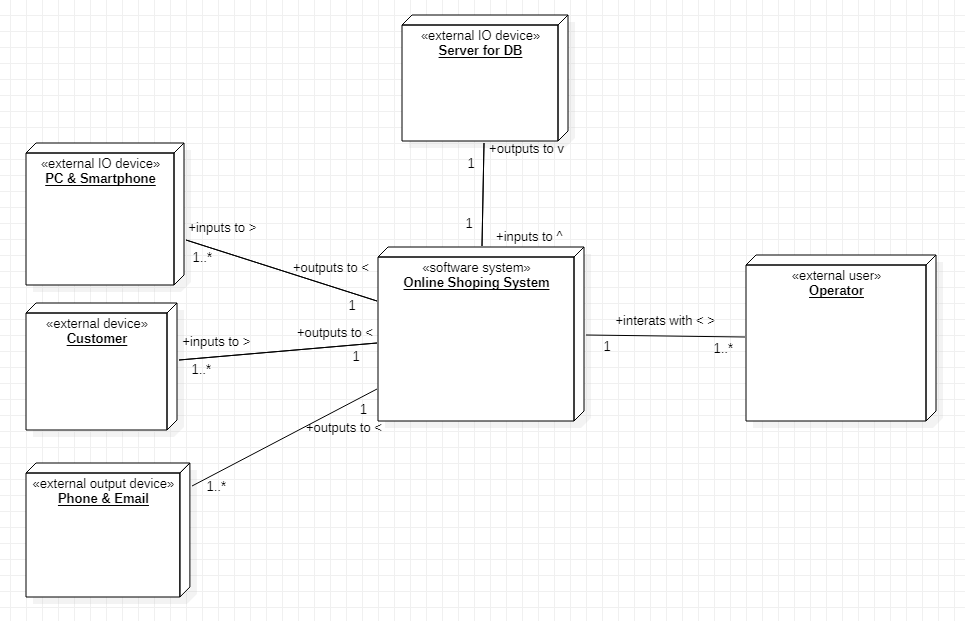 «external IO device»
Server for DB
+outputs to v
1
1
+inputs to ^
«external IO device»
PC & Smartphone
+inputs to >
1..*
+outputs to <
1
«software system»
Online Shoping System
«external device»
Customer
+inputs to >
1..*
+outputs to <
1
+interats with < >
1
1..*
«external user»
Operator
1
+outputs to <
1..*
«external output device»
Phone & Email